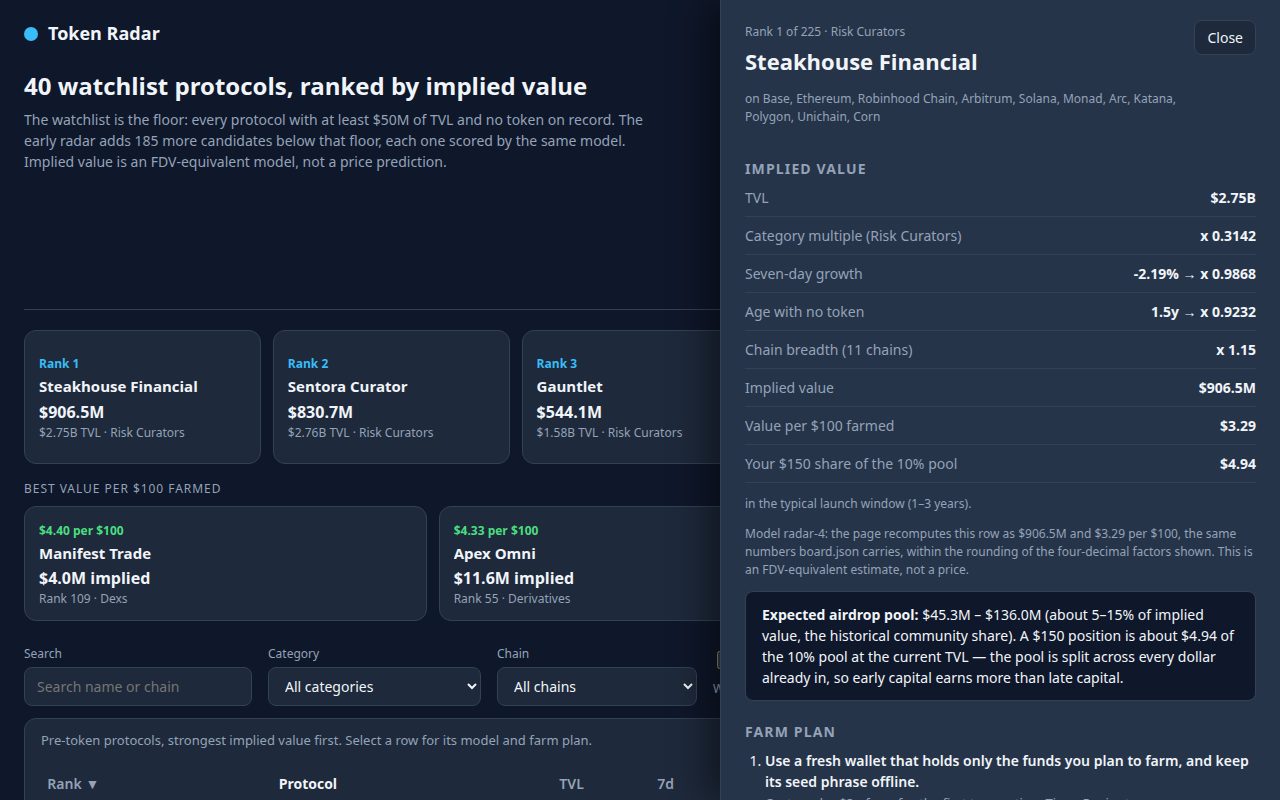 Token Radar
40 watchlist protocols, ranked by implied value
The watchlist is the floor: every protocol with at least $50M of TVL and no token on record. The
early radar adds 185 more candidates below that floor, each one scored by the same model.
Implied value is an FDV-equivalent model, not a price prediction.
Rank 1
Steakhouse Financial
$906.5M
$2.75B TVL · Risk Curators
Rank 2
Sentora Curator
$830.7M
$2.76B TVL · Risk Curators
Rank 3
Gauntlet
$544.1M
$1.58B TVL · Risk Curators
BEST VALUE PER $100 FARMED
$4.40 per $100
Manifest Trade
$4.0M implied
Rank 109 · Dexs
$4.33 per $100
Apex Omni
$11.6M implied
Rank 55 · Derivatives
Search
Search name or chain
Category
All categories
Chain
All chains
Pre-token protocols, strongest implied value first. Select a row for its model and farm plan.
Rank ▼
Protocol
TVL
7d
Rank 1 of 225 · Risk Curators
Close
Steakhouse Financial
on Base, Ethereum, Robinhood Chain, Arbitrum, Solana, Monad, Arc, Katana,
Polygon, Unichain, Corn
IMPLIED VALUE
TVL $2.75B
Category multiple (Risk Curators) x 0.3142
Seven-day growth -2.19% → x 0.9868
Age with no token 1.5y → x 0.9232
Chain breadth (11 chains) x 1.15
Implied value $906.5M
Value per $100 farmed $3.29
Your $150 share of the 10% pool $4.94
in the typical launch window (1–3 years).
Model radar-4: the page recomputes this row as $906.5M and $3.29 per $100, the same
numbers board.json carries, within the rounding of the four-decimal factors shown. This is
an FDV-equivalent estimate, not a price.
Expected airdrop pool: $45.3M – $136.0M (about 5–15% of implied
value, the historical community share). A $150 position is about $4.94 of
the 10% pool at the current TVL — the pool is split across every dollar
already in, so early capital earns more than late capital.
FARM PLAN
1. Use a fresh wallet that holds only the funds you plan to farm, and keep
its seed phrase offline.